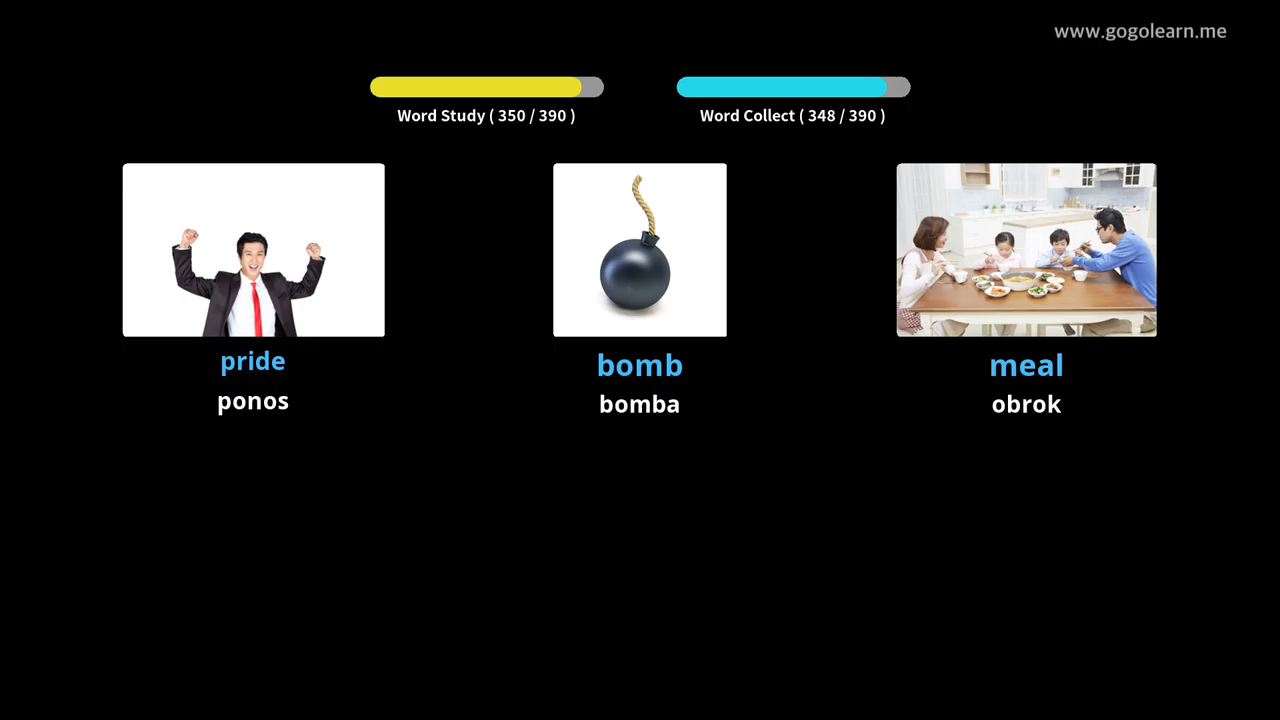 www.gogolearn.me
Word Study ( 350 / 390 )
Word Collect ( 348 / 390 )
pride
ponos
bomb
bomba
meal
obrok